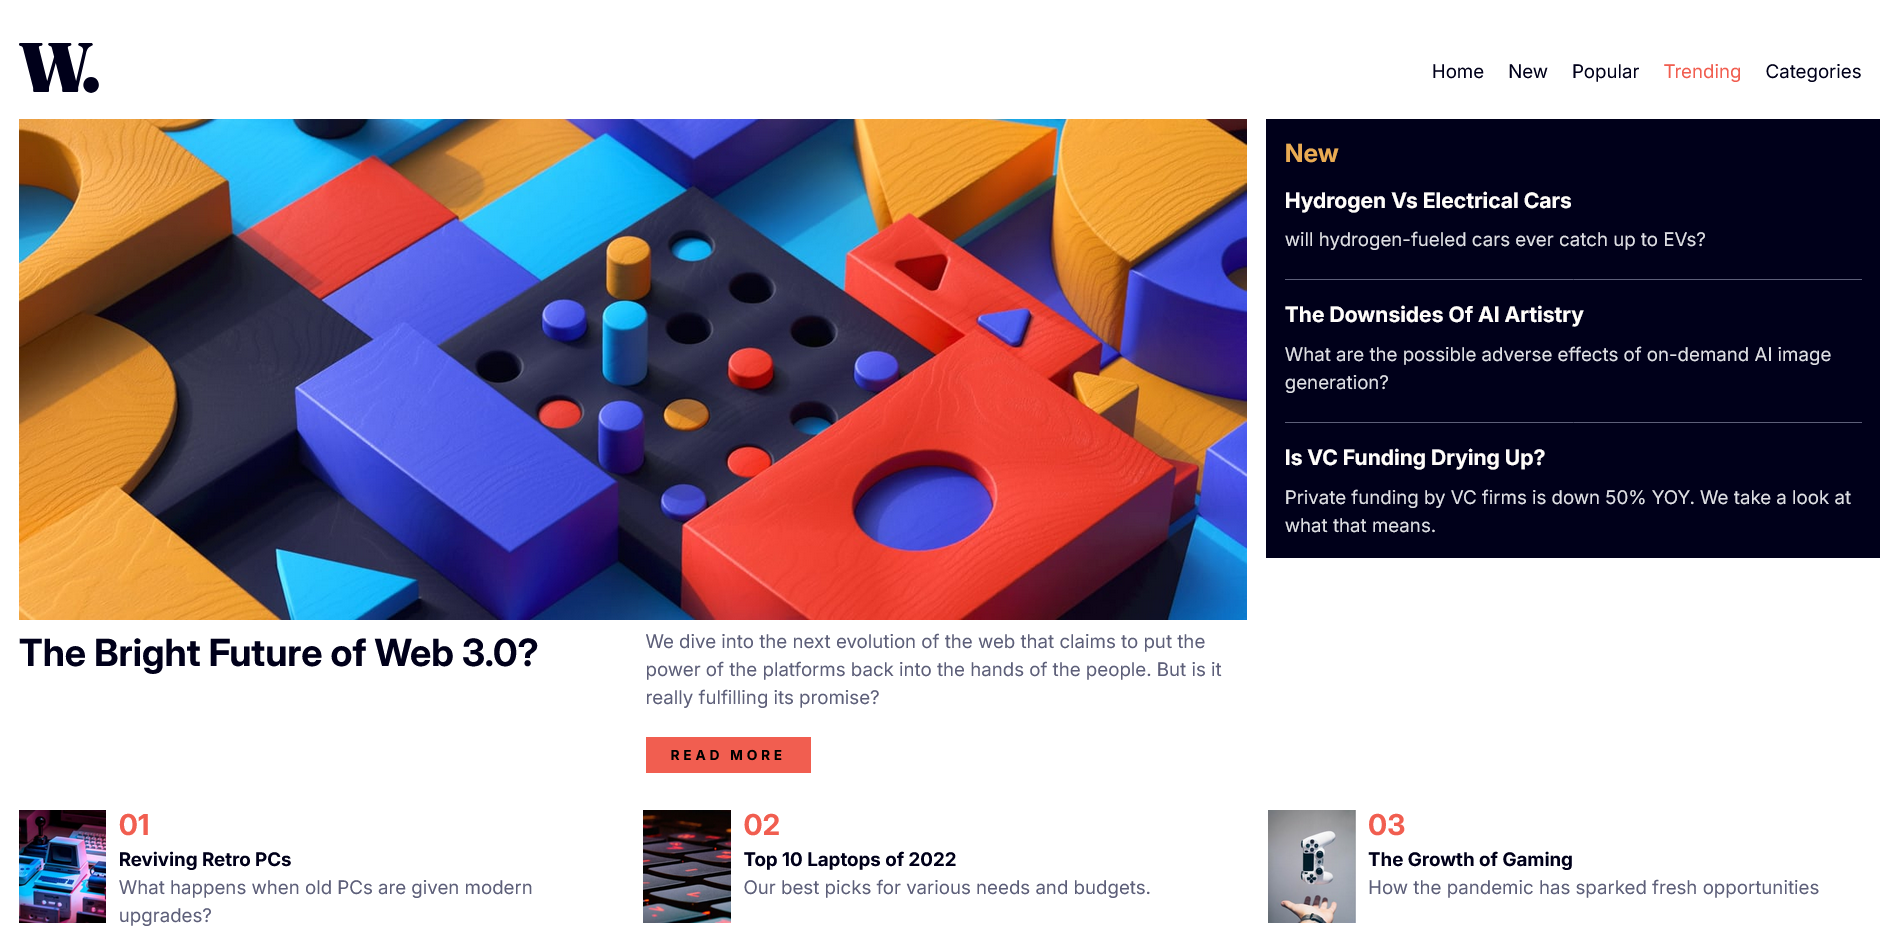 W.
Home New Popular Trending Categories
New
Hydrogen Vs Electrical Cars
will hydrogen-fueled cars ever catch up to EVs?
The Downsides Of AI Artistry
What are the possible adverse effects of on-demand AI image
generation?
Is VC Funding Drying Up?
Private funding by VC firms is down 50% YOY. We take a look at
what that means.
The Bright Future of Web 3.0?
We dive into the next evolution of the web that claims to put the
power of the platforms back into the hands of the people. But is it
really fulfilling its promise?
READ MORE
01
Reviving Retro PCs
What happens when old PCs are given modern
upgrades?
02
Top 10 Laptops of 2022
Our best picks for various needs and budgets.
03
The Growth of Gaming
How the pandemic has sparked fresh opportunities